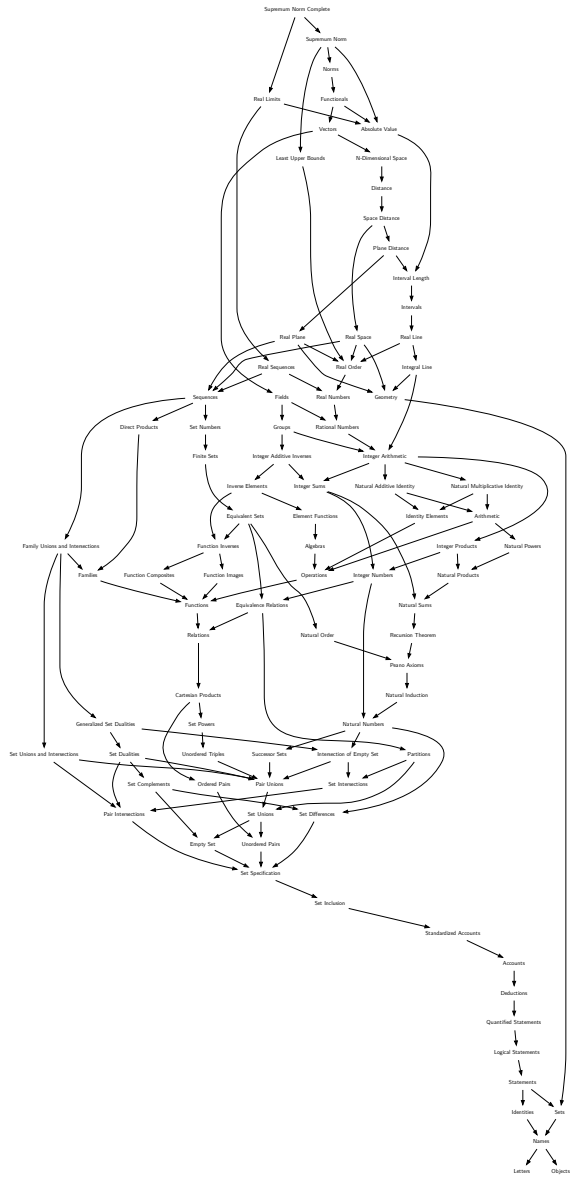 Supremum Norm Complete
Supremum Norm
Norms
Real Limits
Functionals
Vectors
Absolute Value
Least Upper Bounds
N-Dimensional Space
Distance
Space Distance
Plane Distance
Interval Length
Intervals
Real Plane
Real Space
Real Line
Real Sequences
Real Order
Integral Line
Sequences
Fields
Real Numbers
Geometry
Direct Products
Set Numbers
Groups
Rational Numbers
Finite Sets
Integer Additive Inverses
Integer Arithmetic
Inverse Elements
Integer Sums
Natural Additive Identity
Natural Multiplicative Identity
Equivalent Sets
Element Functions
Identity Elements
Arithmetic
Family Unions and Intersections
Function Inverses
Algebras
Integer Products
Natural Powers
Families
Function Composites
Function Images
Operations
Integer Numbers
Natural Products
Functions
Equivalence Relations
Natural Sums
Relations
Natural Order
Recursion Theorem
Peano Axioms
Cartesian Products
Natural Induction
Generalized Set Dualities
Set Powers
Natural Numbers
Set Unions and Intersections
Set Dualities
Unordered Triples
Successor Sets
Intersection of Empty Set
Partitions
Set Complements
Ordered Pairs
Pair Unions
Set Intersections
Pair Intersections
Set Unions
Set Differences
Empty Set
Unordered Pairs
Set Specification
Set Inclusion
Standardized Accounts
Accounts
Deductions
Quantified Statements
Logical Statements
Statements
Identities
Sets
Names
Letters
Objects